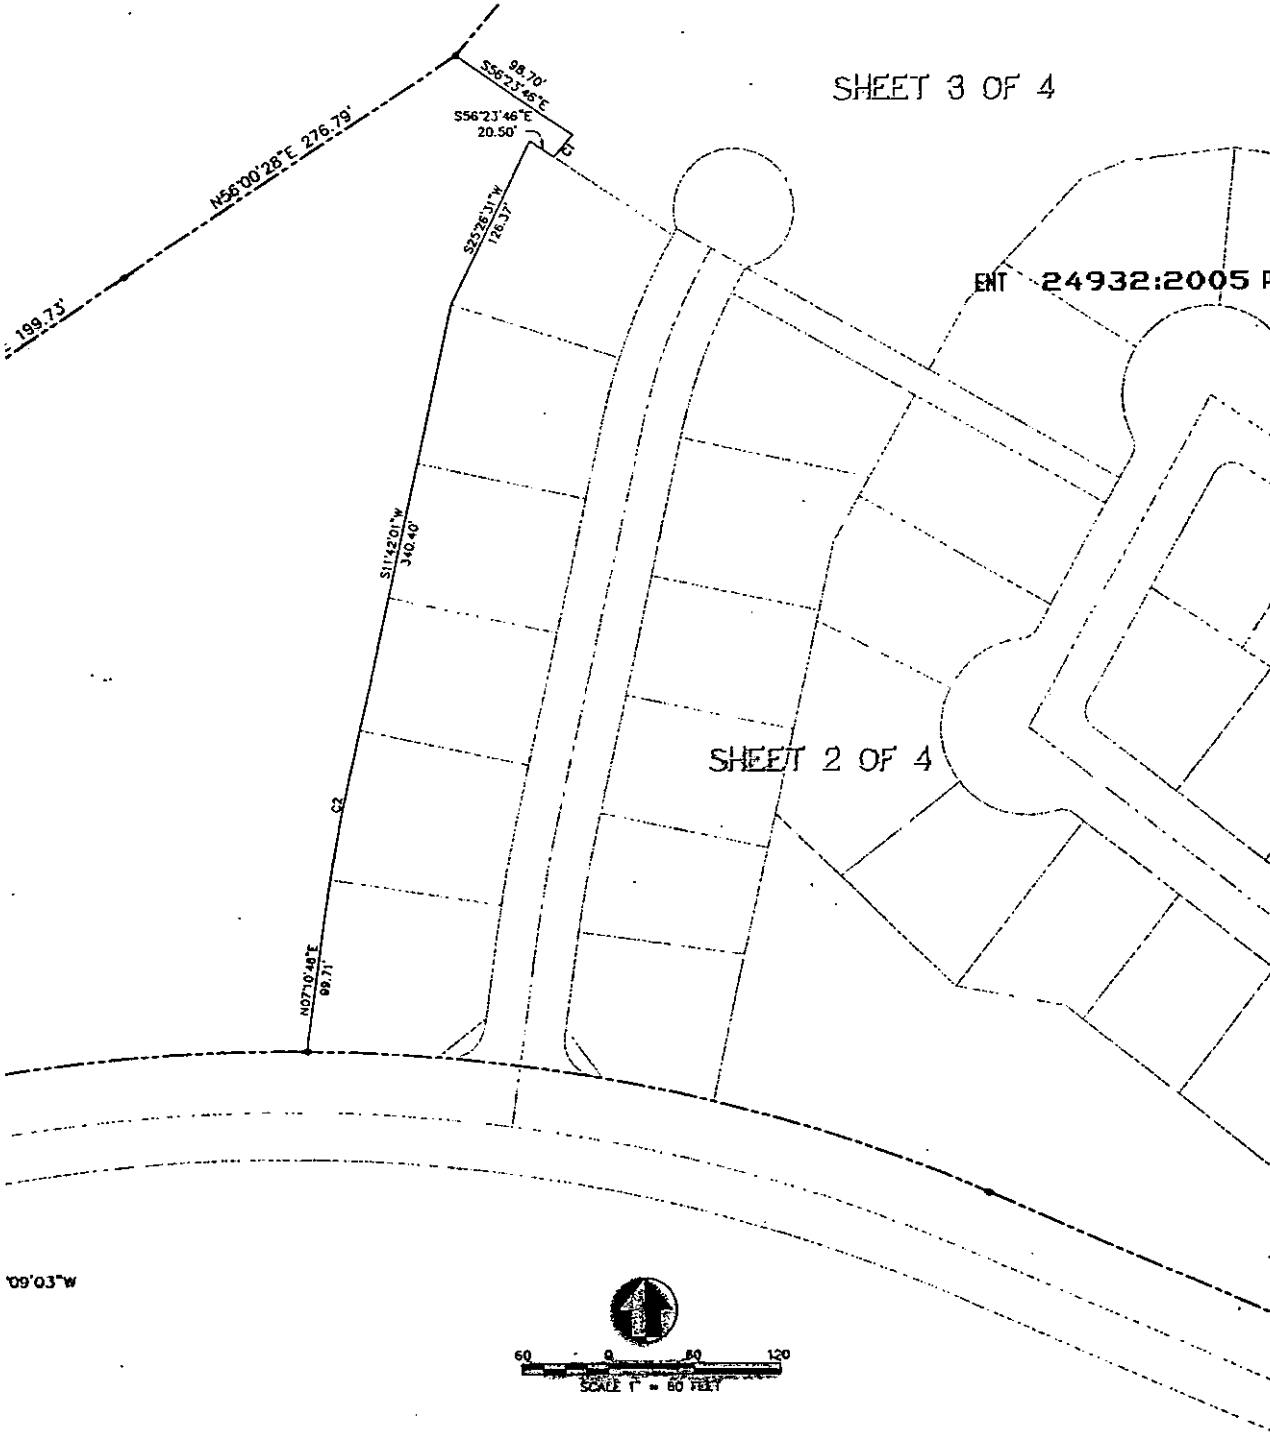 98.70'
S56°23'46"E
SHEET 3 OF 4
S56°23'46"E
20.50'
N56°00'28"E 276.79'
S25°26'31"W
126.37'
ENT 24932:2005
199.73'
S11°42'01"W
340.40'
SHEET 2 OF 4
C2
N07°10'48"E
99.71'
'09'03"W
60 0 60 120
SCALE 1" = 60 FEET